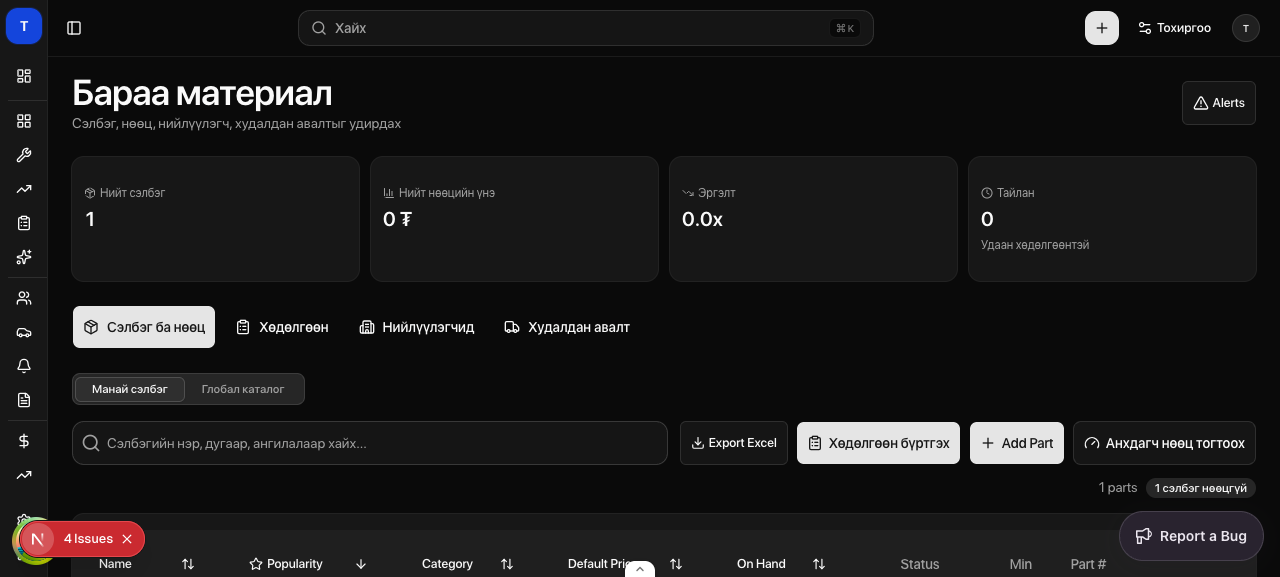 T
Хайх
⌘ K
Тохиргоо
T
Бараа материал
Сэлбэг, нөөц, нийлүүлэгч, худалдан авалтыг удирдах
Alerts
Нийт сэлбэг
1
Нийт нөөцийн үнэ
0 ₮
Эргэлт
0.0x
Тайлан
0
Удаан хөдөлгөөнтэй
Сэлбэг ба нөөц
Хөдөлгөөн
Нийлүүлэгчид
Худалдан авалт
Манай сэлбэг
Глобал каталог
Сэлбэгийн нэр, дугаар, ангилалаар хайх...
Export Excel
Хөдөлгөөн бүртгэх
Add Part
Анхдагч нөөц тогтоох
1 parts
1 сэлбэг нөөцгүй
N
4 Issues
Report a Bug
Name
Popularity
Category
Default
On Hand
Status
Min
Part #